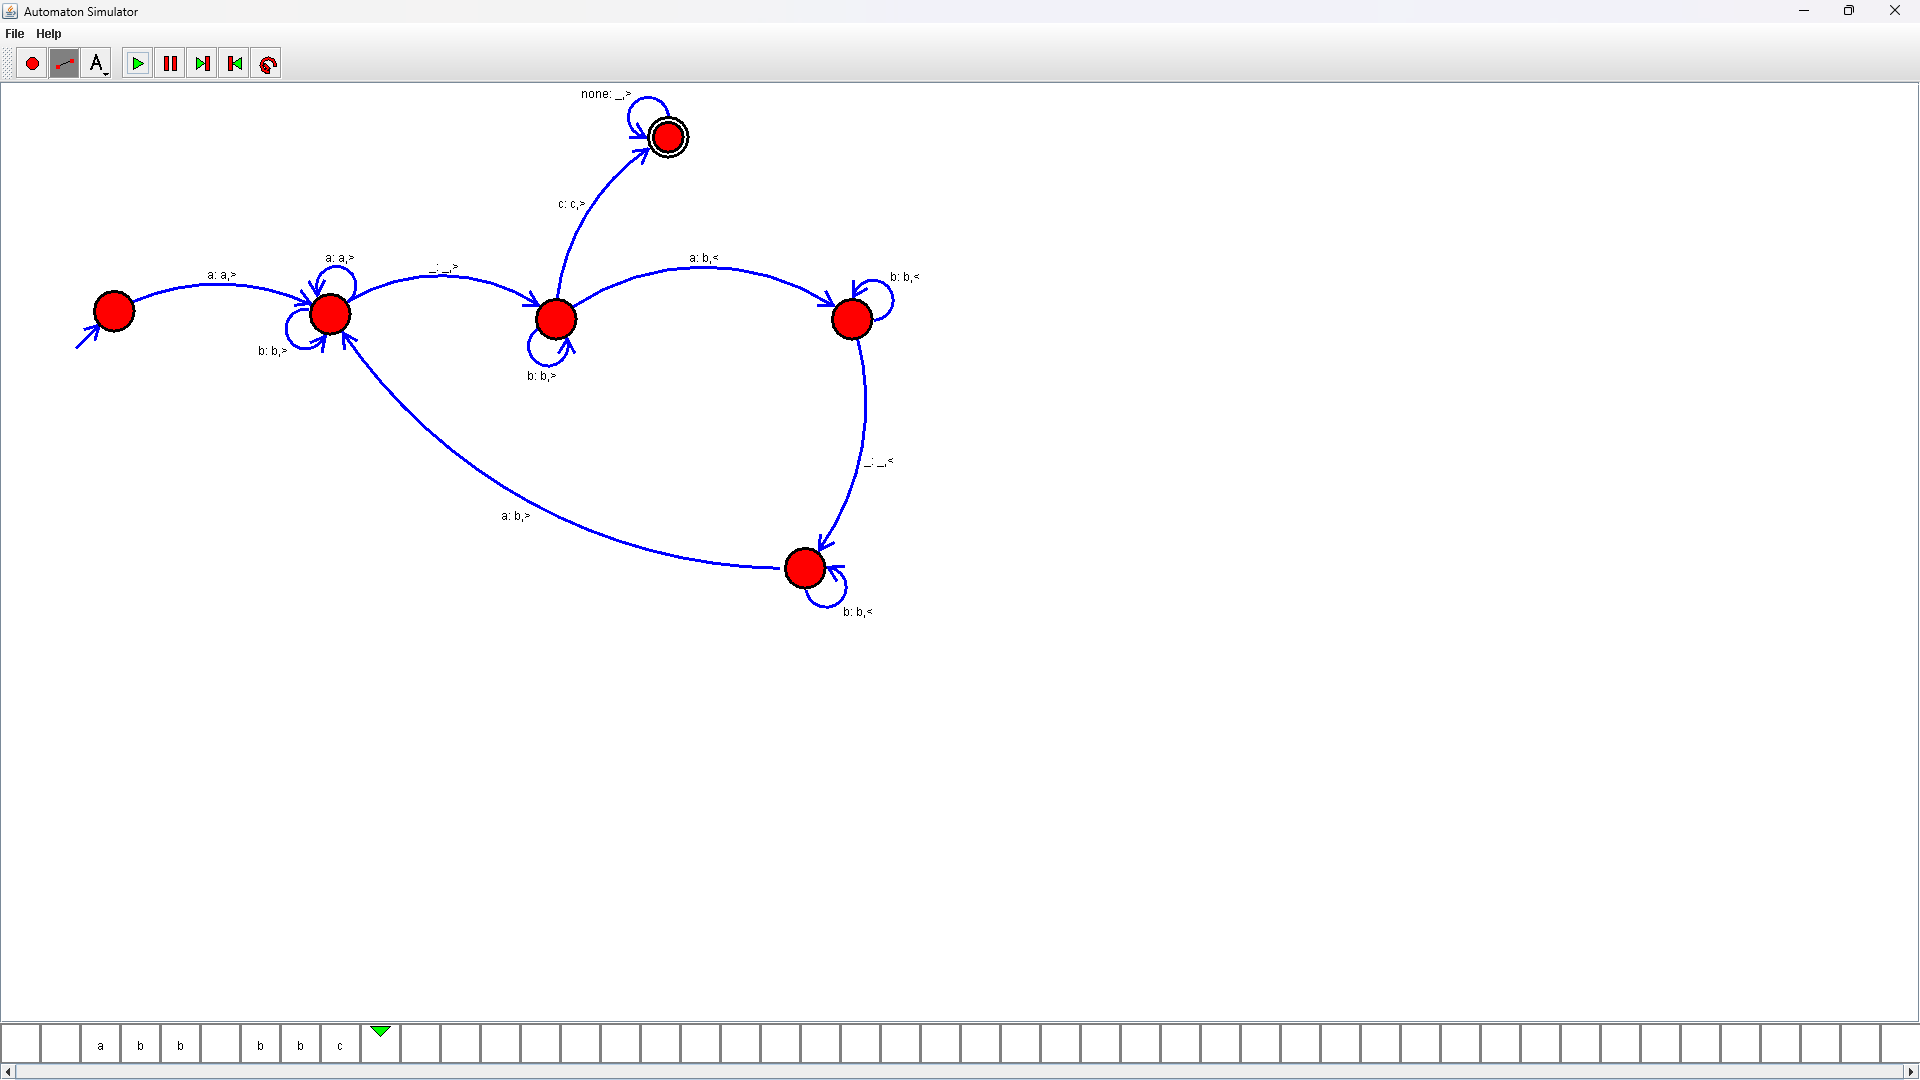 Automaton Simulator
File Help
A
none: _,>
c: c,>
a: a,>
a: a,>
_: _,>
a: b,<
b: b,<
b: b,>
b: b,>
_: _,<
a: b,>
b: b,<
a b b b b c